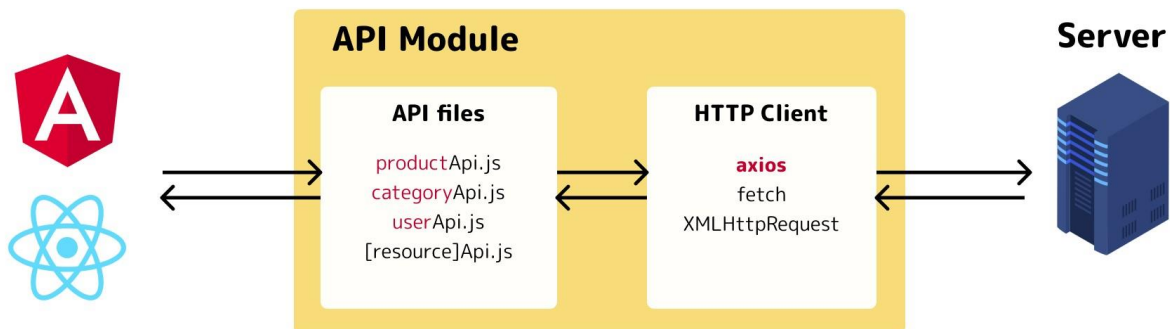 API Module
Server
A
API files
productApi.js
categoryApi.js
userApi.js
[resource]Api.js
HTTP Client
axios
fetch
XMLHttpRequest